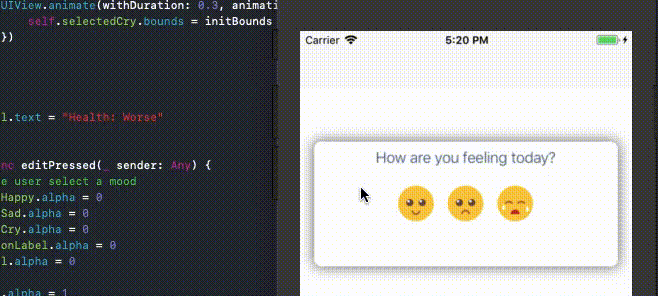 UIView.animate(withDuration: 0.3, animati
self.selectedCry.bounds = initBounds
})
l.text = "Health: Worse"
nc editPressed(_ sender: Any) {
e user select a mood
Happy.alpha = 0
Sad.alpha = 0
Cry.alpha = 0
onLabel.alpha = 0
l.alpha = 0
.alpha = 1
Carrier 5:20 PM
How are you feeling today?